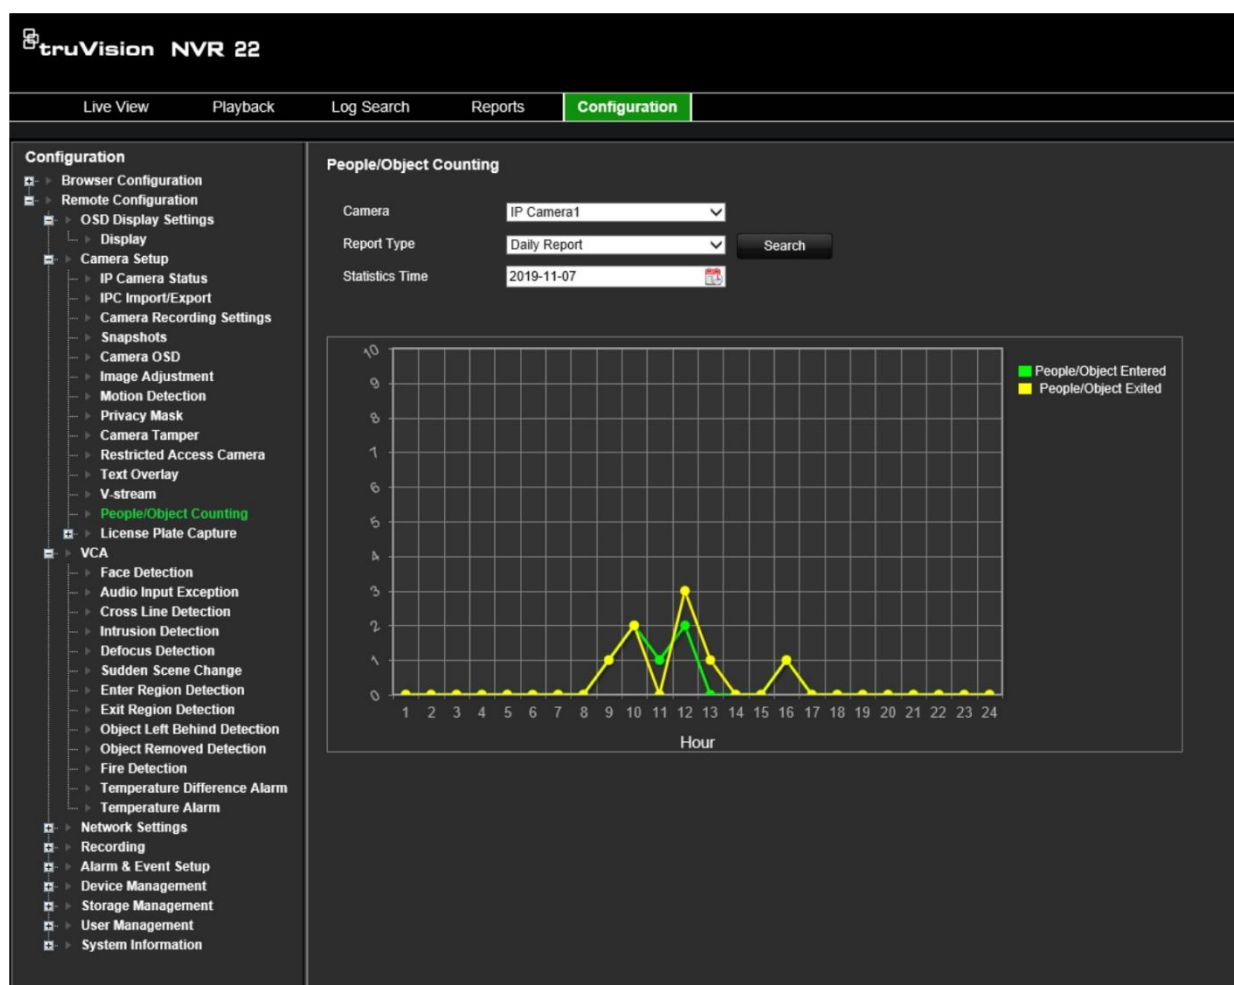 truVision NVR 22
Live View Playback Log Search Reports Configuration
Configuration
Browser Configuration
Remote Configuration
OSD Display Settings
Display
Camera Setup
IP Camera Status
IPC Import/Export
Camera Recording Settings
Snapshots
Camera OSD
Image Adjustment
Motion Detection
Privacy Mask
Camera Tamper
Restricted Access Camera
Text Overlay
V-stream
People/Object Counting
License Plate Capture
VCA
Face Detection
Audio Input Exception
Cross Line Detection
Intrusion Detection
Defocus Detection
Sudden Scene Change
Enter Region Detection
Exit Region Detection
Object Left Behind Detection
Object Removed Detection
Fire Detection
Temperature Difference Alarm
Temperature Alarm
Network Settings
Recording
Alarm & Event Setup
Device Management
Storage Management
User Management
System Information
People/Object Counting
Camera IP Camera1
Report Type Daily Report Search
Statistics Time 2019-11-07
10
9
8
7
6
5
4
3
2
1
0
1 2 3 4 5 6 7 8 9 10 11 12 13 14 15 16 17 18 19 20 21 22 23 24
Hour
People/Object Entered
People/Object Exited